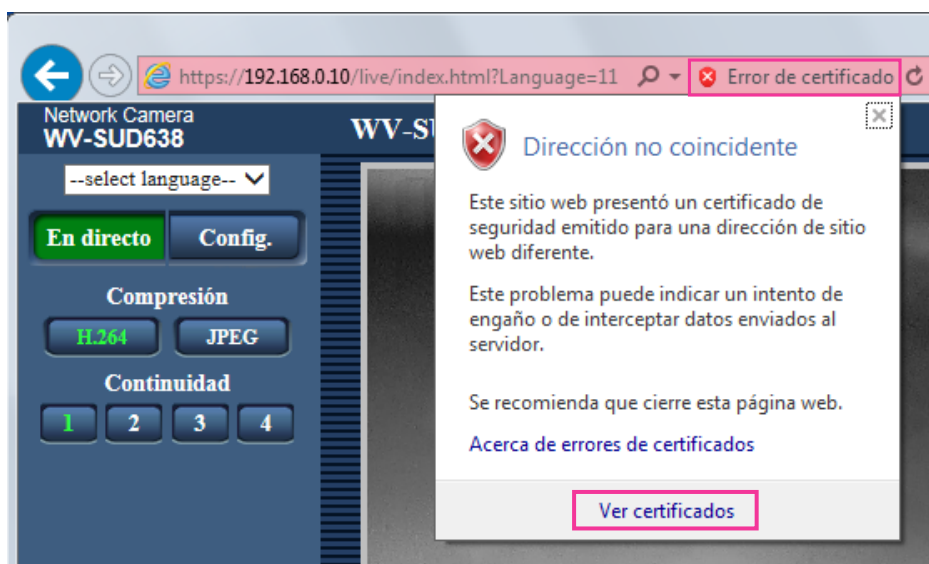 https://192.168.0.10/live/index.html?Language=11
Error de certificado
Network Camera
WV-SUD638
--select language--
En directo
Config.
Compresión
H.264
JPEG
Continuidad
1 2 3 4
Dirección no coincidente
Este sitio web presentó un certificado de
seguridad emitido para una dirección de sitio
web diferente.
Este problema puede indicar un intento de
engaño o de interceptar datos enviados al
servidor.
Se recomienda que cierre esta página web.
Acerca de errores de certificados
Ver certificados